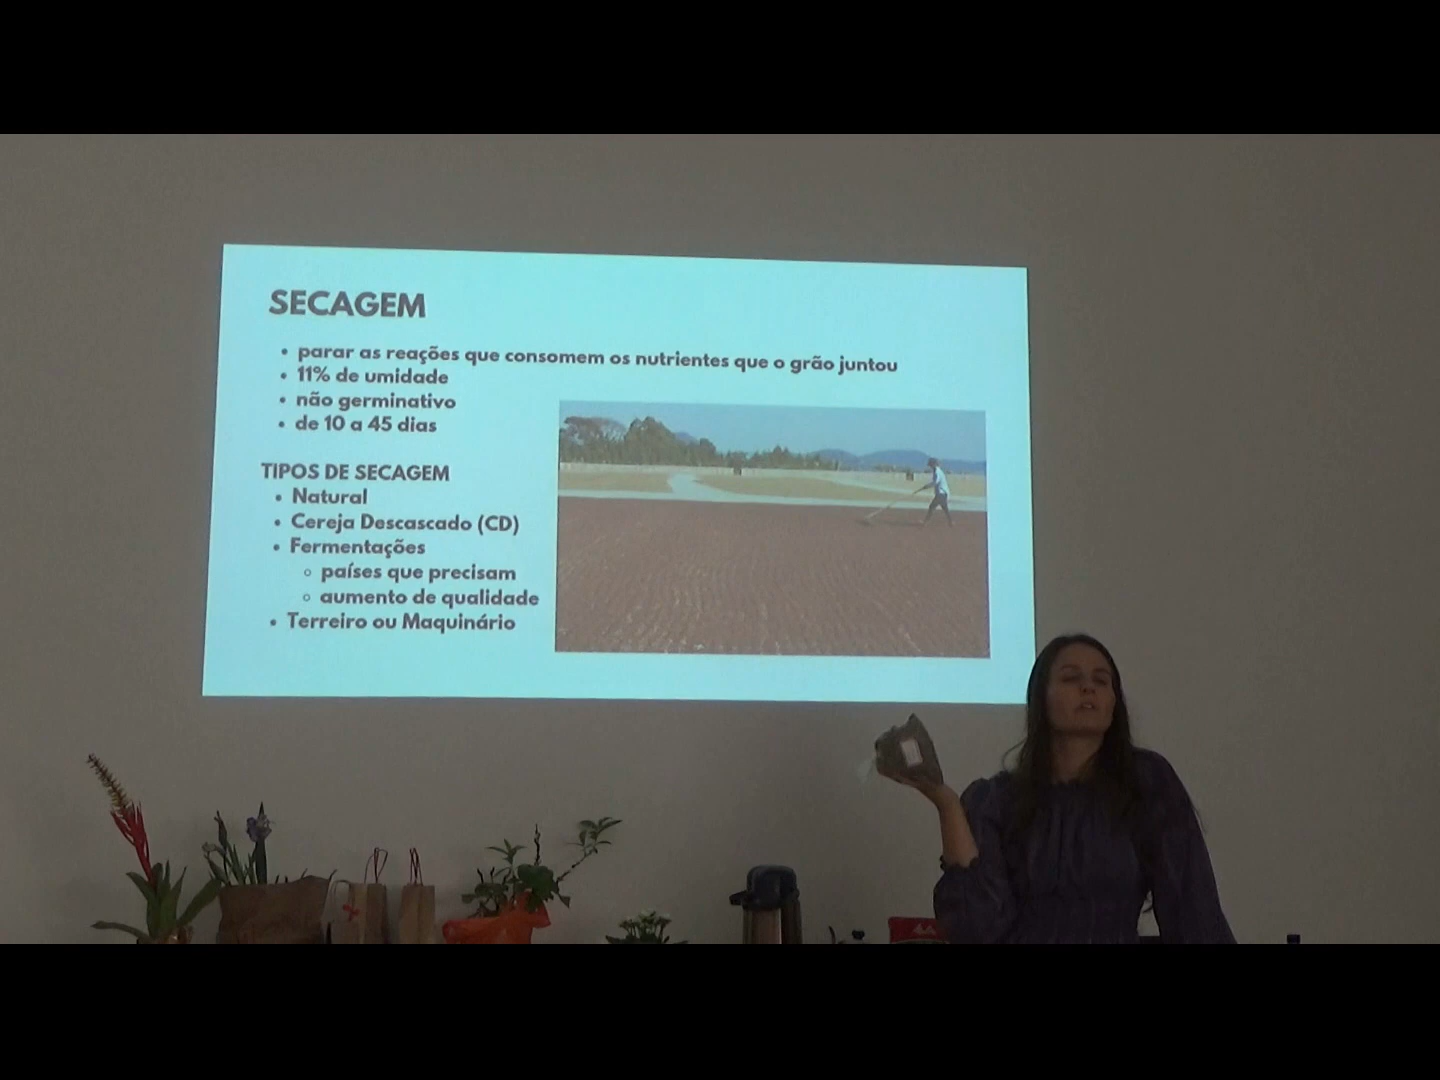 SECAGEM
• parar as reações que consomem os nutrientes que o grão juntou
• 11% de umidade
• não germinativo
• de 10 a 45 dias
TIPOS DE SECAGEM
• Natural
• Cereja Descascado (CD)
• Fermentações
◦ países que precisam
◦ aumento de qualidade
• Terreiro ou Maquinário